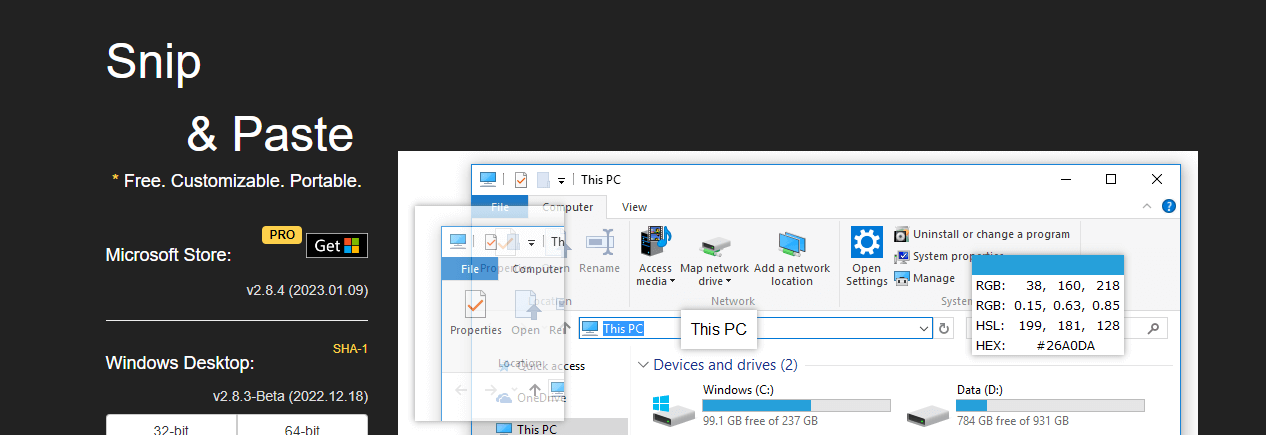 Snip
& Paste
* Free. Customizable. Portable.
Microsoft Store:
PRO
Get
v2.8.4 (2023.01.09)
SHA-1
Windows Desktop:
v2.8.3-Beta (2022.12.18)
32-bit
64-bit
This PC
File
Computer
View
Rename
Access media
Map network drive
Add a network location
Network
Open Settings
Uninstall or change a program
System properties
Manage
File
Computer
Properties
Open
Location
This PC
This PC
RGB: 38, 160, 218
RGB: 0.15, 0.63, 0.85
HSL: 199, 181, 128
HEX: #26A0DA
Quick access
OneDrive
This PC
Devices and drives (2)
Windows (C:)
99.1 GB free of 237 GB
Data (D:)
784 GB free of 931 GB